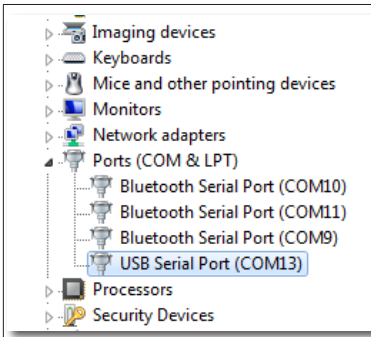 Imaging devices
Keyboards
Mice and other pointing devices
Monitors
Network adapters
Ports (COM & LPT)
Bluetooth Serial Port (COM10)
Bluetooth Serial Port (COM11)
Bluetooth Serial Port (COM9)
USB Serial Port (COM13)
Processors
Security Devices